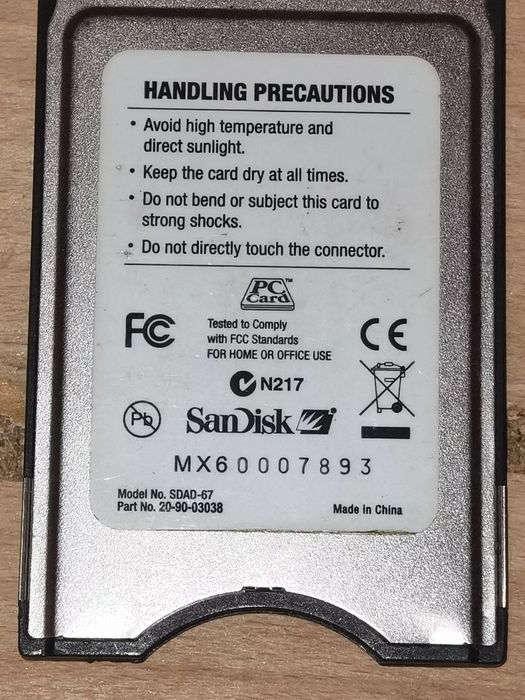 HANDLING PRECAUTIONS
• Avoid high temperature and
direct sunlight.
• Keep the card dry at all times.
• Do not bend or subject this card to
strong shocks.
• Do not directly touch the connector.
PC
Card™
FC
Tested to Comply
with FCC Standards
FOR HOME OR OFFICE USE
CE
N217
Pb
SanDisk
MX60007893
Model No. SDAD-67
Part No. 20-90-03038
Made in China